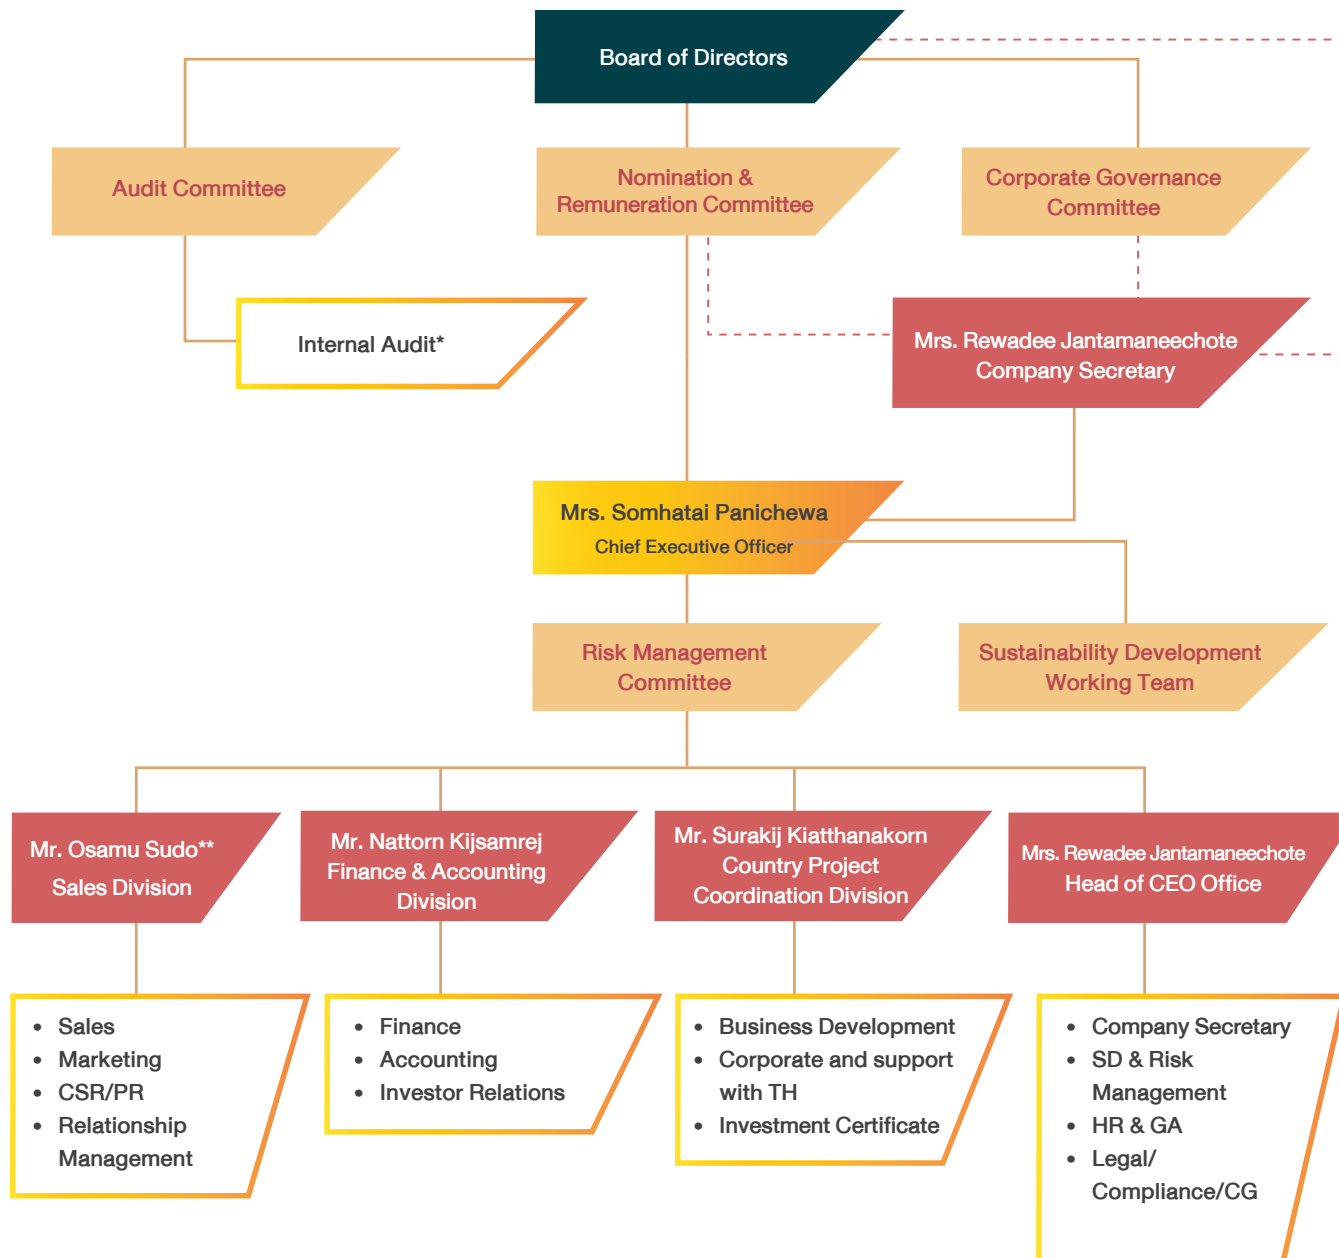 Board of Directors
Audit Committee
Nomination &
Remuneration Committee
Corporate Governance
Committee
Internal Audit*
Mrs. Rewadee Jantamaneechote
Company Secretary
Mrs. Somhatai Panichewa
Chief Executive Officer
Risk Management
Committee
Sustainability Development
Working Team
Mr. Osamu Sudo**
Sales Division
Mr. Nattorn Kijsamrej
Finance & Accounting
Division
Mr. Surakij Kiatthanakorn
Country Project
Coordination Division
Mrs. Rewadee Jantamaneechote
Head of CEO Office
• Sales
• Marketing
• CSR/PR
• Relationship
Management
• Finance
• Accounting
• Investor Relations
• Business Development
• Corporate and support
with TH
• Investment Certificate
• Company Secretary
• SD & Risk
Management
• HR & GA
• Legal/
Compliance/CG